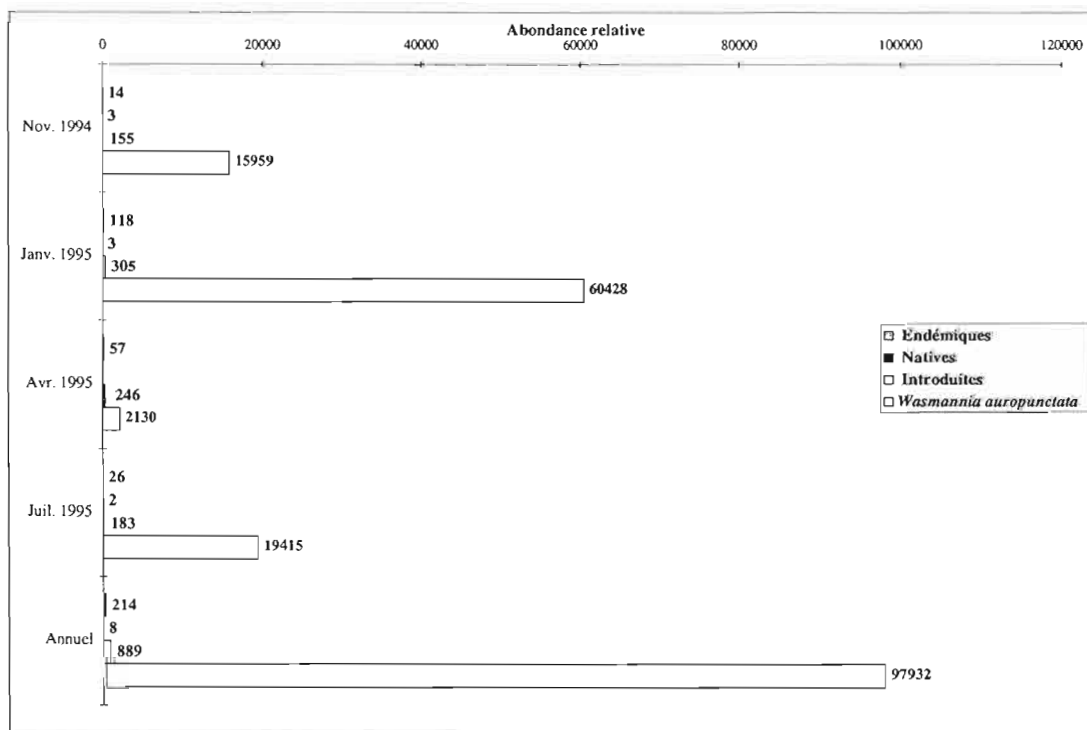 Abondance relative
0 20000 40000 60000 80000 100000 120000
Nov. 1994
14
3
155
15959
Janv. 1995
118
3
305
60428
Avr. 1995
57
246
2130
Juil. 1995
26
2
183
19415
Annuel
214
8
889
97932
Endémiques
Natives
Introduites
Wasmannia auropunctata